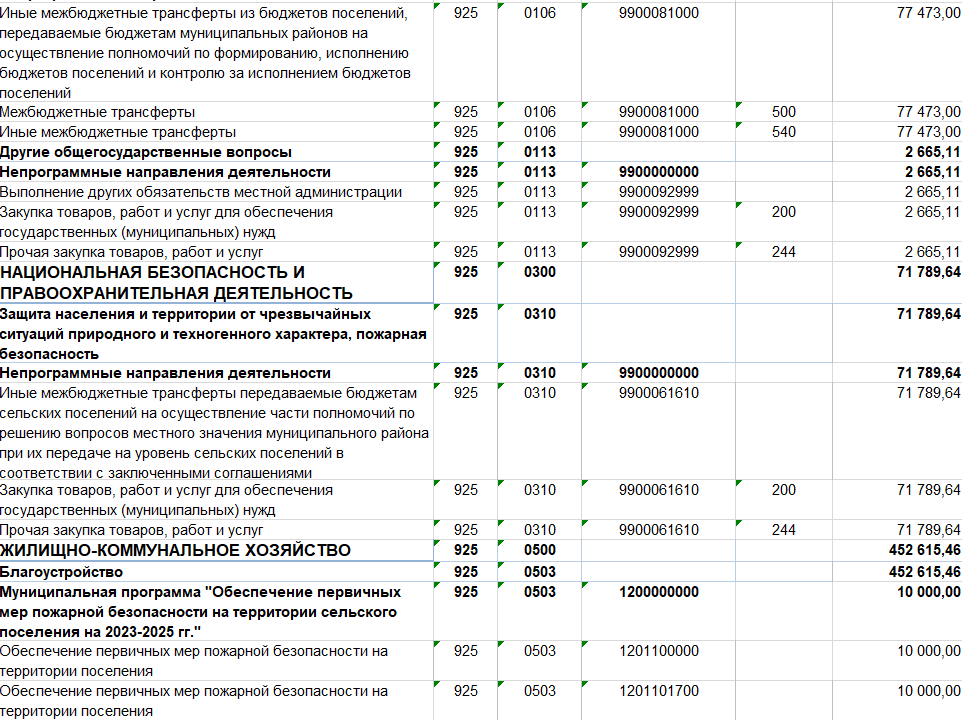 Иные межбюджетные трансферты из бюджетов поселений, 925 0106 9900081000 77 473,00
передаваемые бюджетам муниципальных районов на
осуществление полномочий по формированию, исполнению
бюджетов поселений и контролю за исполнением бюджетов
поселений
Межбюджетные трансферты 925 0106 9900081000 500 77 473,00
Иные межбюджетные трансферты 925 0106 9900081000 540 77 473,00
Другие общегосударственные вопросы 925 0113 2 665,11
Непрограммные направления деятельности 925 0113 9900000000 2 665,11
Выполнение других обязательств местной администрации 925 0113 9900092999 2 665,11
Закупка товаров, работ и услуг для обеспечения 925 0113 9900092999 200 2 665,11
государственных (муниципальных) нужд
Прочая закупка товаров, работ и услуг 925 0113 9900092999 244 2 665,11
НАЦИОНАЛЬНАЯ БЕЗОПАСНОСТЬ И 925 0300 71 789,64
ПРАВООХРАНИТЕЛЬНАЯ ДЕЯТЕЛЬНОСТЬ
Защита населения и территории от чрезвычайных 925 0310 71 789,64
ситуаций природного и техногенного характера, пожарная
безопасность
Непрограммные направления деятельности 925 0310 9900000000 71 789,64
Иные межбюджетные трансферты передаваемые бюджетам 925 0310 9900061610 71 789,64
сельских поселений на осуществление части полномочий по
решению вопросов местного значения муниципального района
при их передаче на уровень сельских поселений в
соответствии с заключенными соглашениями
Закупка товаров, работ и услуг для обеспечения 925 0310 9900061610 200 71 789,64
государственных (муниципальных) нужд
Прочая закупка товаров, работ и услуг 925 0310 9900061610 244 71 789,64
ЖИЛИЩНО-КОММУНАЛЬНОЕ ХОЗЯЙСТВО 925 0500 452 615,46
Благоустройство 925 0503 452 615,46
Муниципальная программа "Обеспечение первичных 925 0503 1200000000 10 000,00
мер пожарной безопасности на территории сельского
поселения на 2023-2025 гг."
Обеспечение первичных мер пожарной безопасности на 925 0503 1201100000 10 000,00
территории поселения
Обеспечение первичных мер пожарной безопасности на 925 0503 1201101700 10 000,00
территории поселения